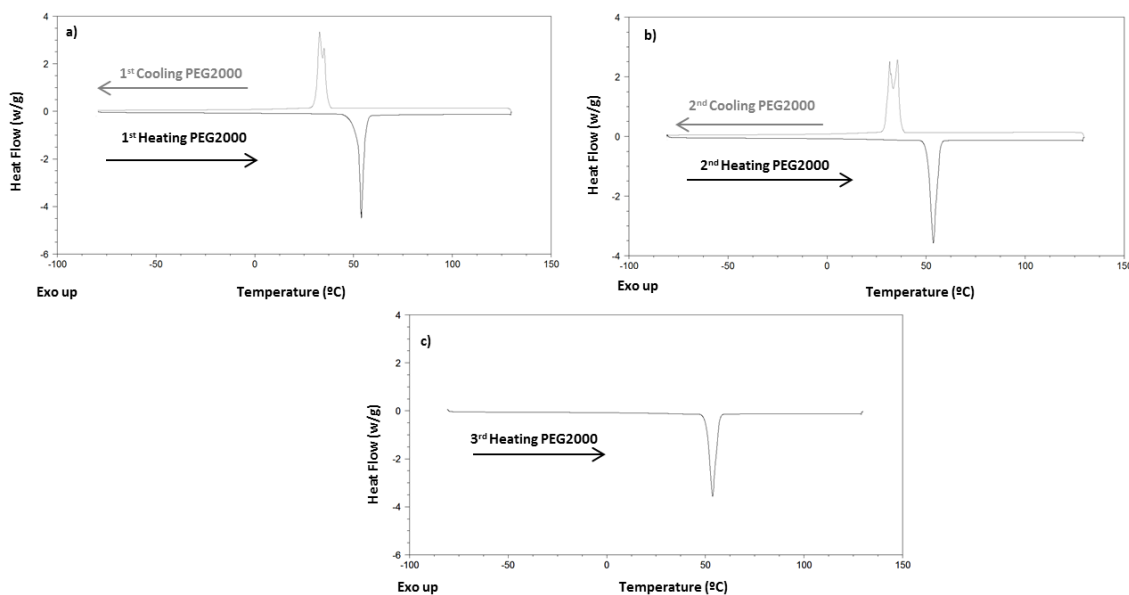 a)
4
2
0
-2
-4
-6
Heat Flow (w/g)
1st Cooling PEG2000
1st Heating PEG2000
-100 -50 0 50 100 150
Exo up Temperature (ºC)
b)
4
2
0
-2
-4
Heat Flow (w/g)
2nd Cooling PEG2000
2nd Heating PEG2000
-100 -50 0 50 100 150
Exo up Temperature (ºC)
c)
4
2
0
-2
-4
-6
Heat Flow (w/g)
3rd Heating PEG2000
-100 -50 0 50 100 150
Exo up Temperature (ºC)